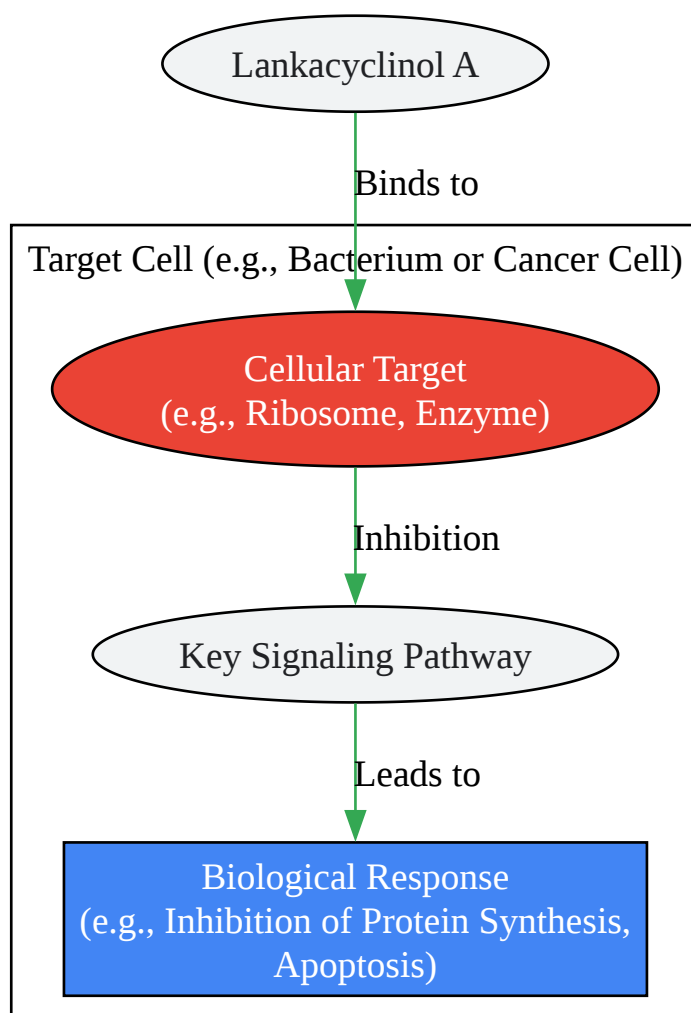 Lankacyclinol A
Binds to
Target Cell (e.g., Bacterium or Cancer Cell)
Cellular Target
(e.g., Ribosome, Enzyme)
Inhibition
Key Signaling Pathway
Leads to
Biological Response
(e.g., Inhibition of Protein Synthesis,
Apoptosis)